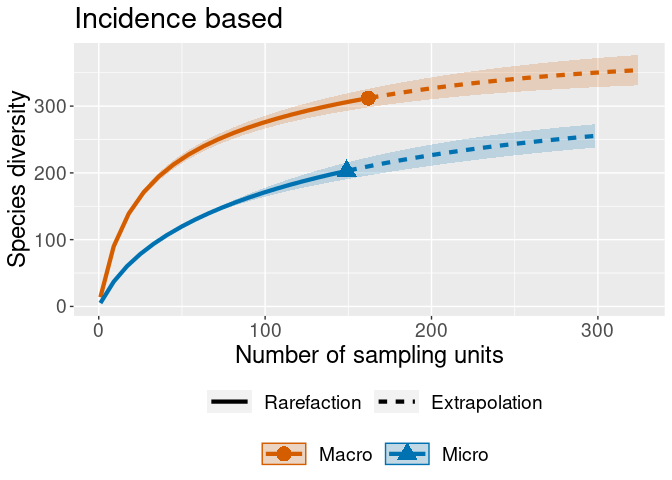 Incidence based
Species diversity
300
200
100
0
0 100 200 300
Number of sampling units
Rarefaction Extrapolation
Macro Micro